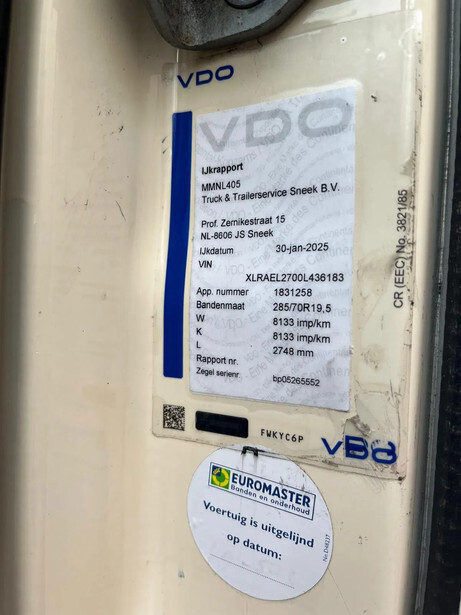 VDO
VDO
IJkrapport
MMNL405
Truck & Trailerservice Sneek B.V.
Prof. Zernikestraat 15
NL-8606 JS Sneek
IJkdatum 30-jan-2025
VIN
XLRAEL2700L436183
App. nummer 1831258
Bandenmaat 285/70R19,5
W 8133 imp/km
K 8133 imp/km
L 2748 mm
Rapport nr.
Zegel serienr bp05265552
CR (EEC) No. 3821/85
FWKYC6P
EUROMASTER
Banden en onderhoud
Voertuig is uitgelijnd
op datum:
No.D48237